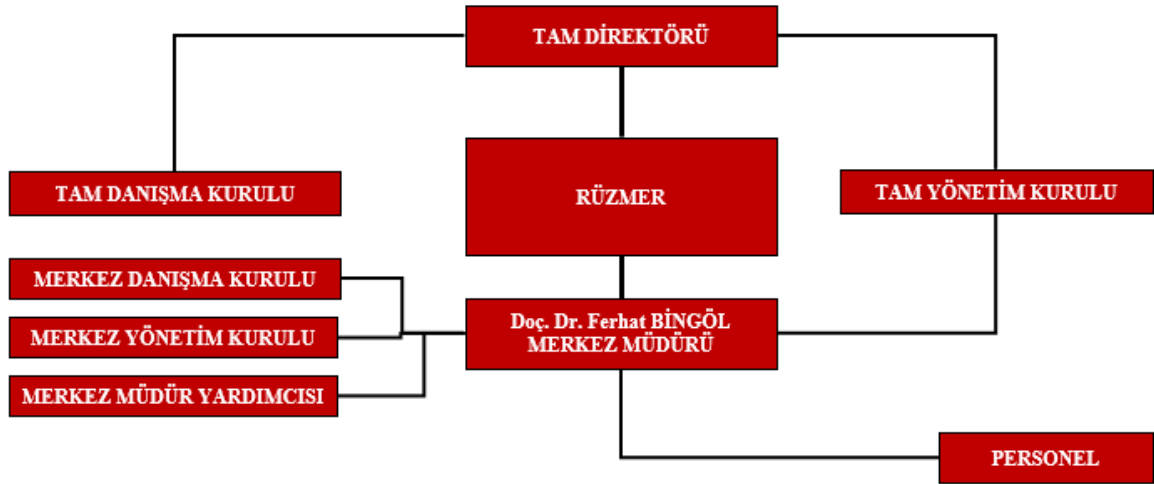 TAM DİREKTÖRÜ
TAM DANIŞMA KURULU
RÜZMER
TAM YÖNETİM KURULU
MERKEZ DANIŞMA KURULU
MERKEZ YÖNETİM KURULU
MERKEZ MÜDÜR YARDIMCISI
Doç. Dr. Ferhat BİNGÖL
MERKEZ MÜDÜRÜ
PERSONEL